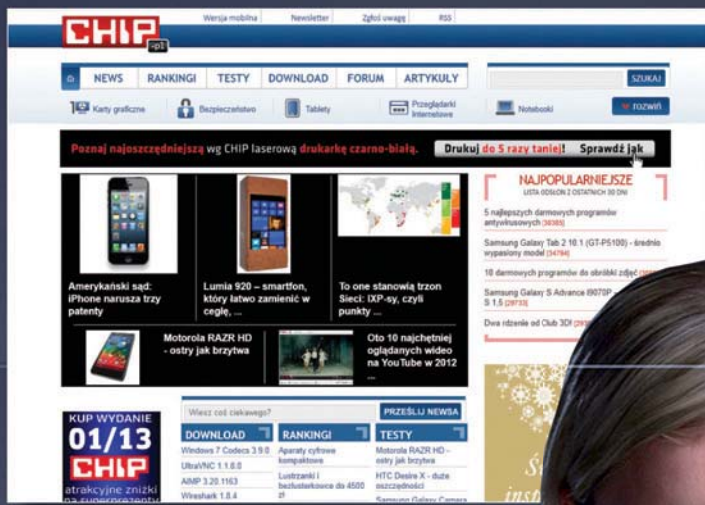 Wersja mobilna Newsletter Zgłoś uwagę RSS
CHIP
.pl
NEWS RANKINGI TESTY DOWNLOAD FORUM ARTYKUŁY
SZUKAJ
Karty graficzne Bezpieczeństwo Tablety Przeglądarki Internetowe Notebooki rozwiń
Poznaj najoszczędniejszą wg CHIP laserową drukarkę czarno-białą. Drukuj do 5 razy taniej! Sprawdź jak
Amerykański sąd:
iPhone narusza trzy
patenty
Lumia 920 – smartfon,
który łatwo zamienić w
cegłę, ...
To one stanowią trzon
Sieci: IXP-sy, czyli
punkty ...
Motorola RAZR HD
- ostry jak brzytwa
Oto 10 najchętniej
oglądanych wideo
na YouTube w 2012
...
NAJPOPULARNIEJSZE
LISTA ODSŁON Z OSTATNICH 30 DNI
5 najlepszych darmowych programów
antywirusowych [38385]
Samsung Galaxy Tab 2 10.1 (GT-P5100) - średnio
wypasiony model [34784]
10 darmowych programów do obróbki zdjęć
Samsung Galaxy S Advance I9070P
S 1,5 [29733]
Dwa rdzenie od Club 3D!
KUP WYDANIE
01/13
CHIP
atrakcyjne zniżki
na superprezenty
Wiesz coś ciekawego? PRZEŚLIJ NEWSA
DOWNLOAD
Windows 7 Codecs 3.9.0
UltraVNC 1.1.8.0
AIMP 3.20.1163
Wireshark 1.8.4
RANKINGI
Aparaty cyfrowe
kompaktowe
Lustrzanki i
bezlusterkowce do 4500
zł
TESTY
Motorola RAZR HD –
ostry jak brzytwa
HTC Desire X - duże
oszczędności
Samsung Galaxy Camera